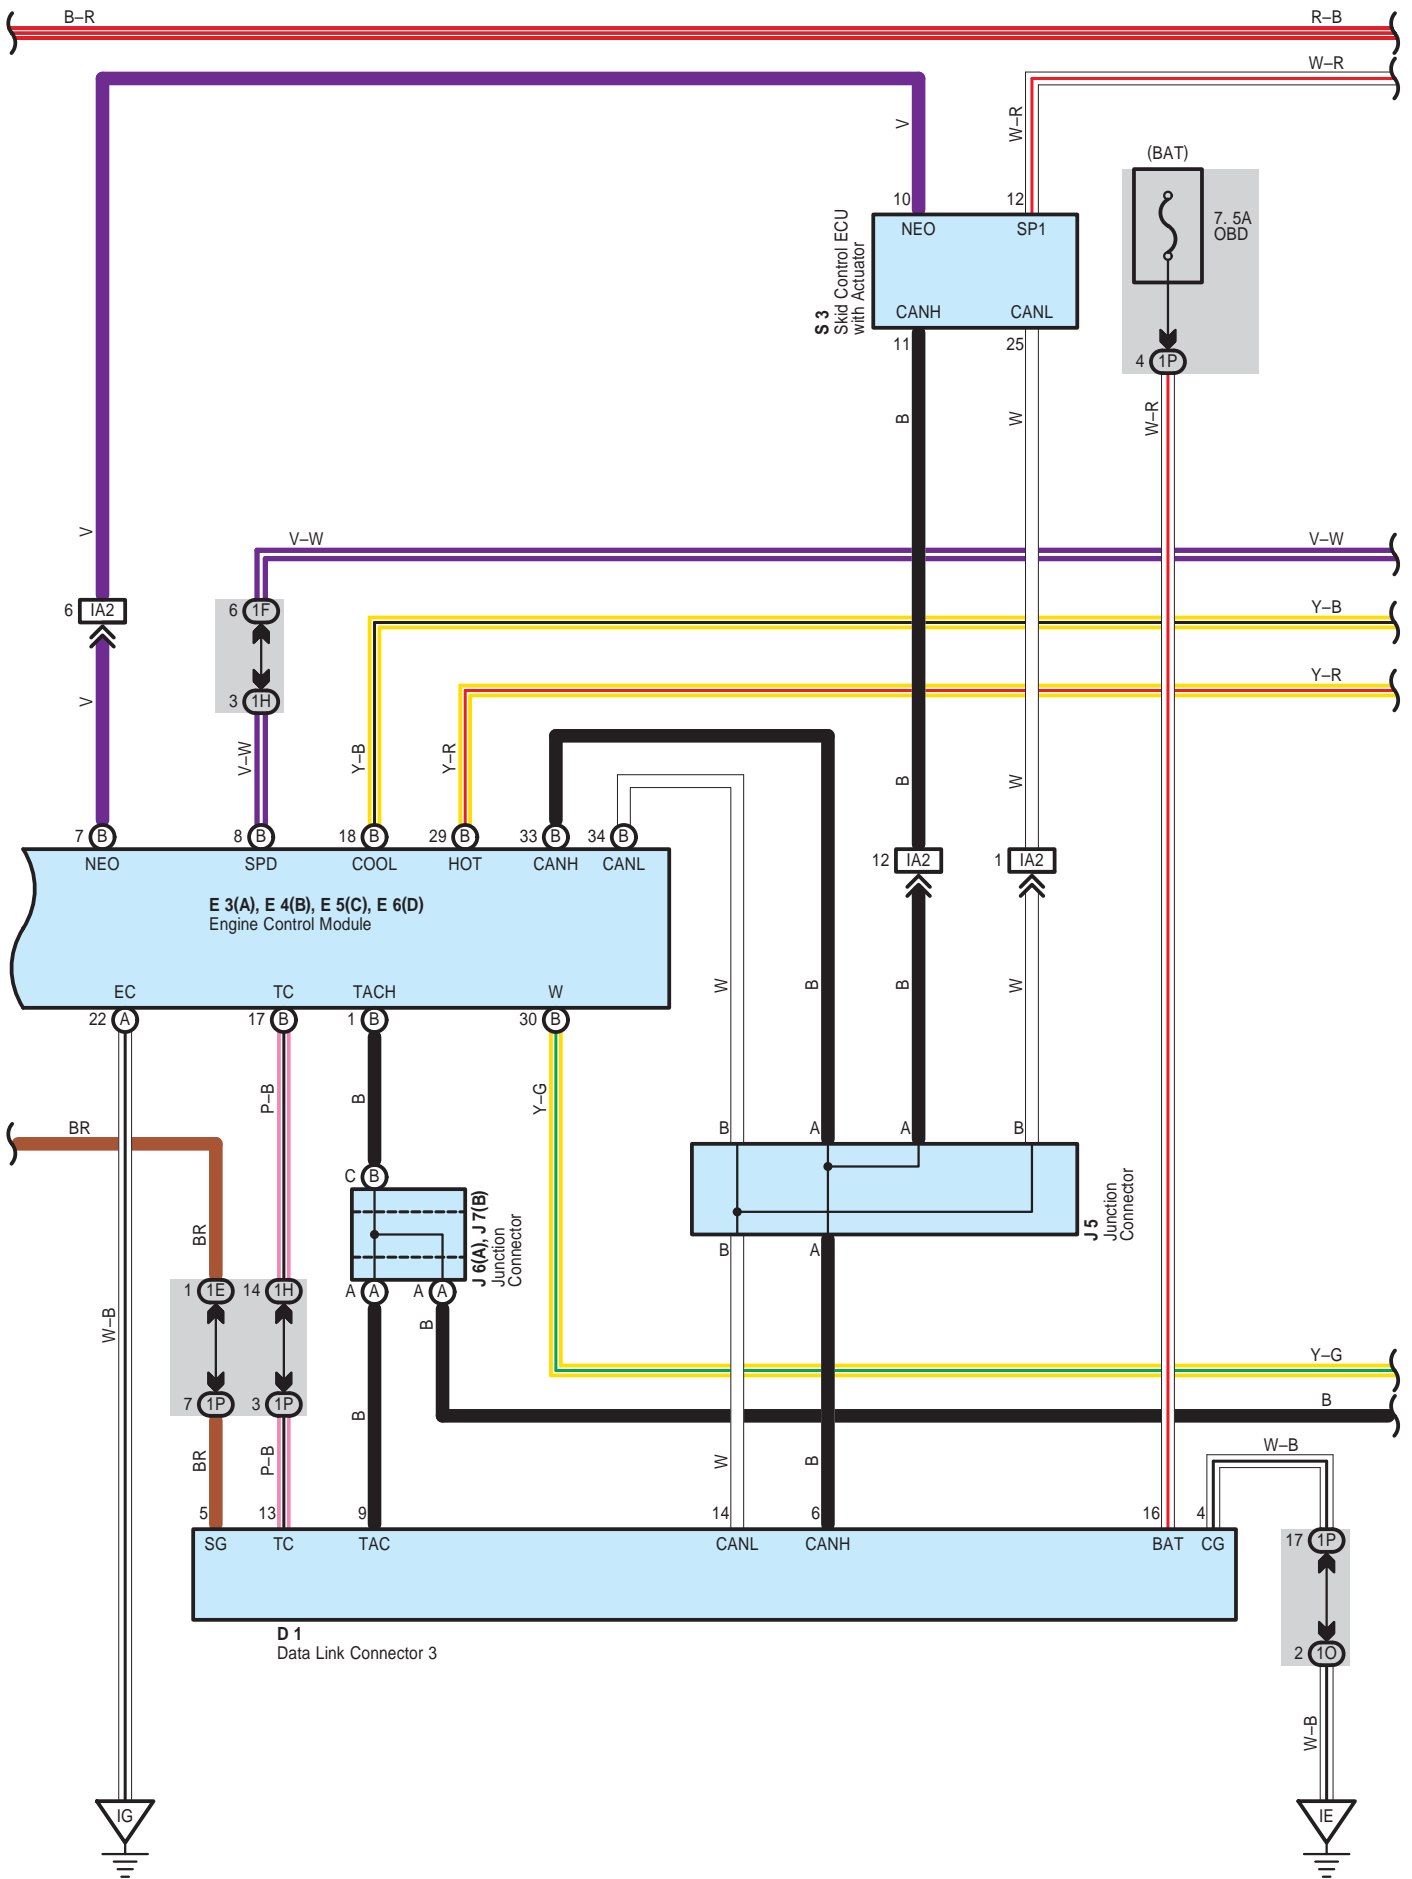 B–R
R–B
W–R
V
W–R
(BAT)
7. 5A
OBD
10
12
NEO
SP1
S 3
Skid Control ECU
with Actuator
CANH
CANL
11
25
4
1P
B
W
W–R
V
V–W
V–W
6
IA2
6
1F
Y–B
Y–R
V
3
1H
V–W
Y–B
Y–R
B
W
7
B
8
B
18
B
29
B
33
B
34
B
NEO
SPD
COOL
HOT
CANH
CANL
12
IA2
1
IA2
E 3(A), E 4(B), E 5(C), E 6(D)
Engine Control Module
W
B
B
W
EC
TC
TACH
W
22
A
17
B
1
B
30
B
P–B
B
Y–G
BR
B
A
A
B
C
B
J 6(A), J 7(B)
Junction
Connector
J 5
Junction
Connector
BR
B
A
1
1E
14
1H
A
A
A
A
W–B
B
Y–G
7
1P
3
1P
B
B
BR
P–B
W
B
W–B
5
13
9
14
6
16
4
SG
TC
TAC
CANL
CANH
BAT
CG
17
1P
D 1
Data Link Connector 3
2
1O
W–B
IG
IE